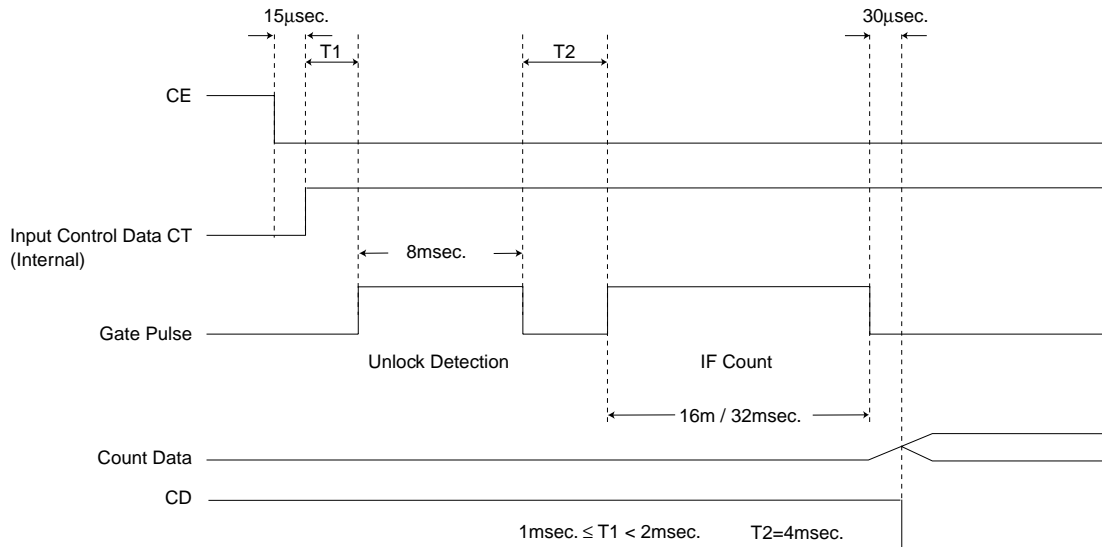 15μsec.
30μsec.
T1
T2
CE
Input Control Data CT
(Internal)
8msec.
Gate Pulse
Unlock Detection
IF Count
16m / 32msec.
Count Data
CD
1msec. ≤ T1 < 2msec. T2=4msec.